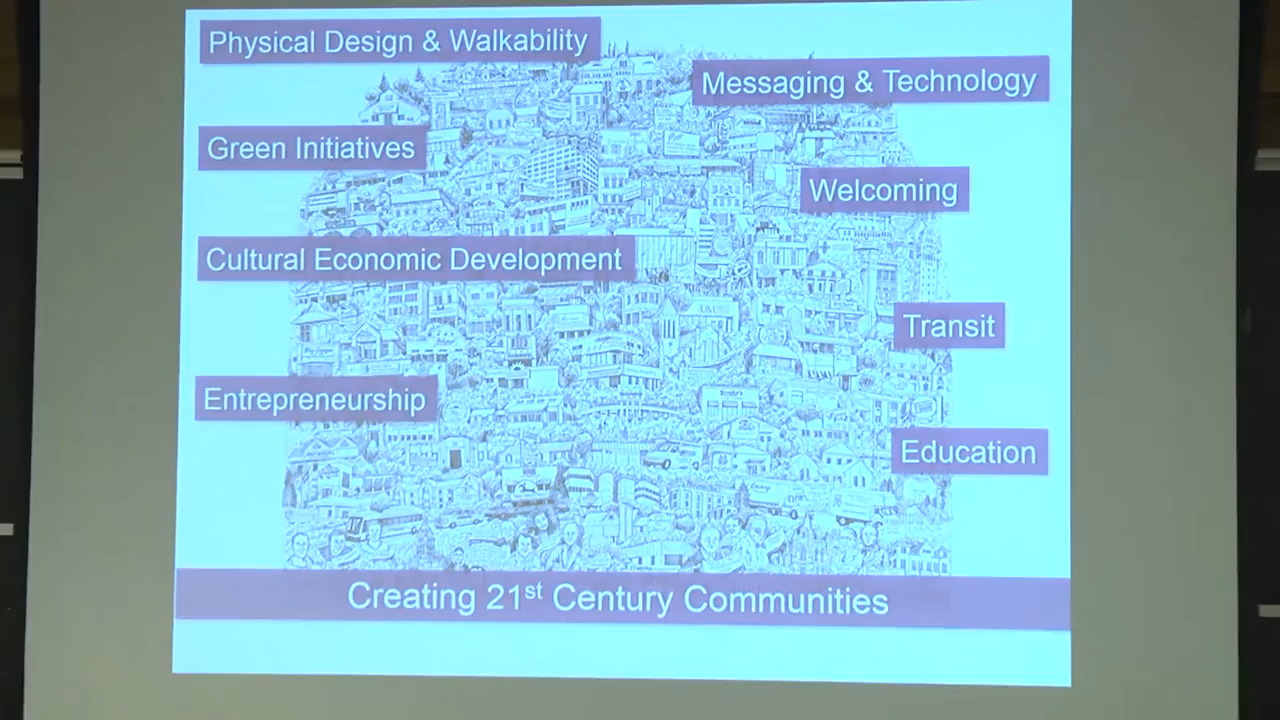 Physical Design & Walkability
Messaging & Technology
Green Initiatives
Welcoming
Cultural Economic Development
Transit
Entrepreneurship
Education
Creating 21st Century Communities